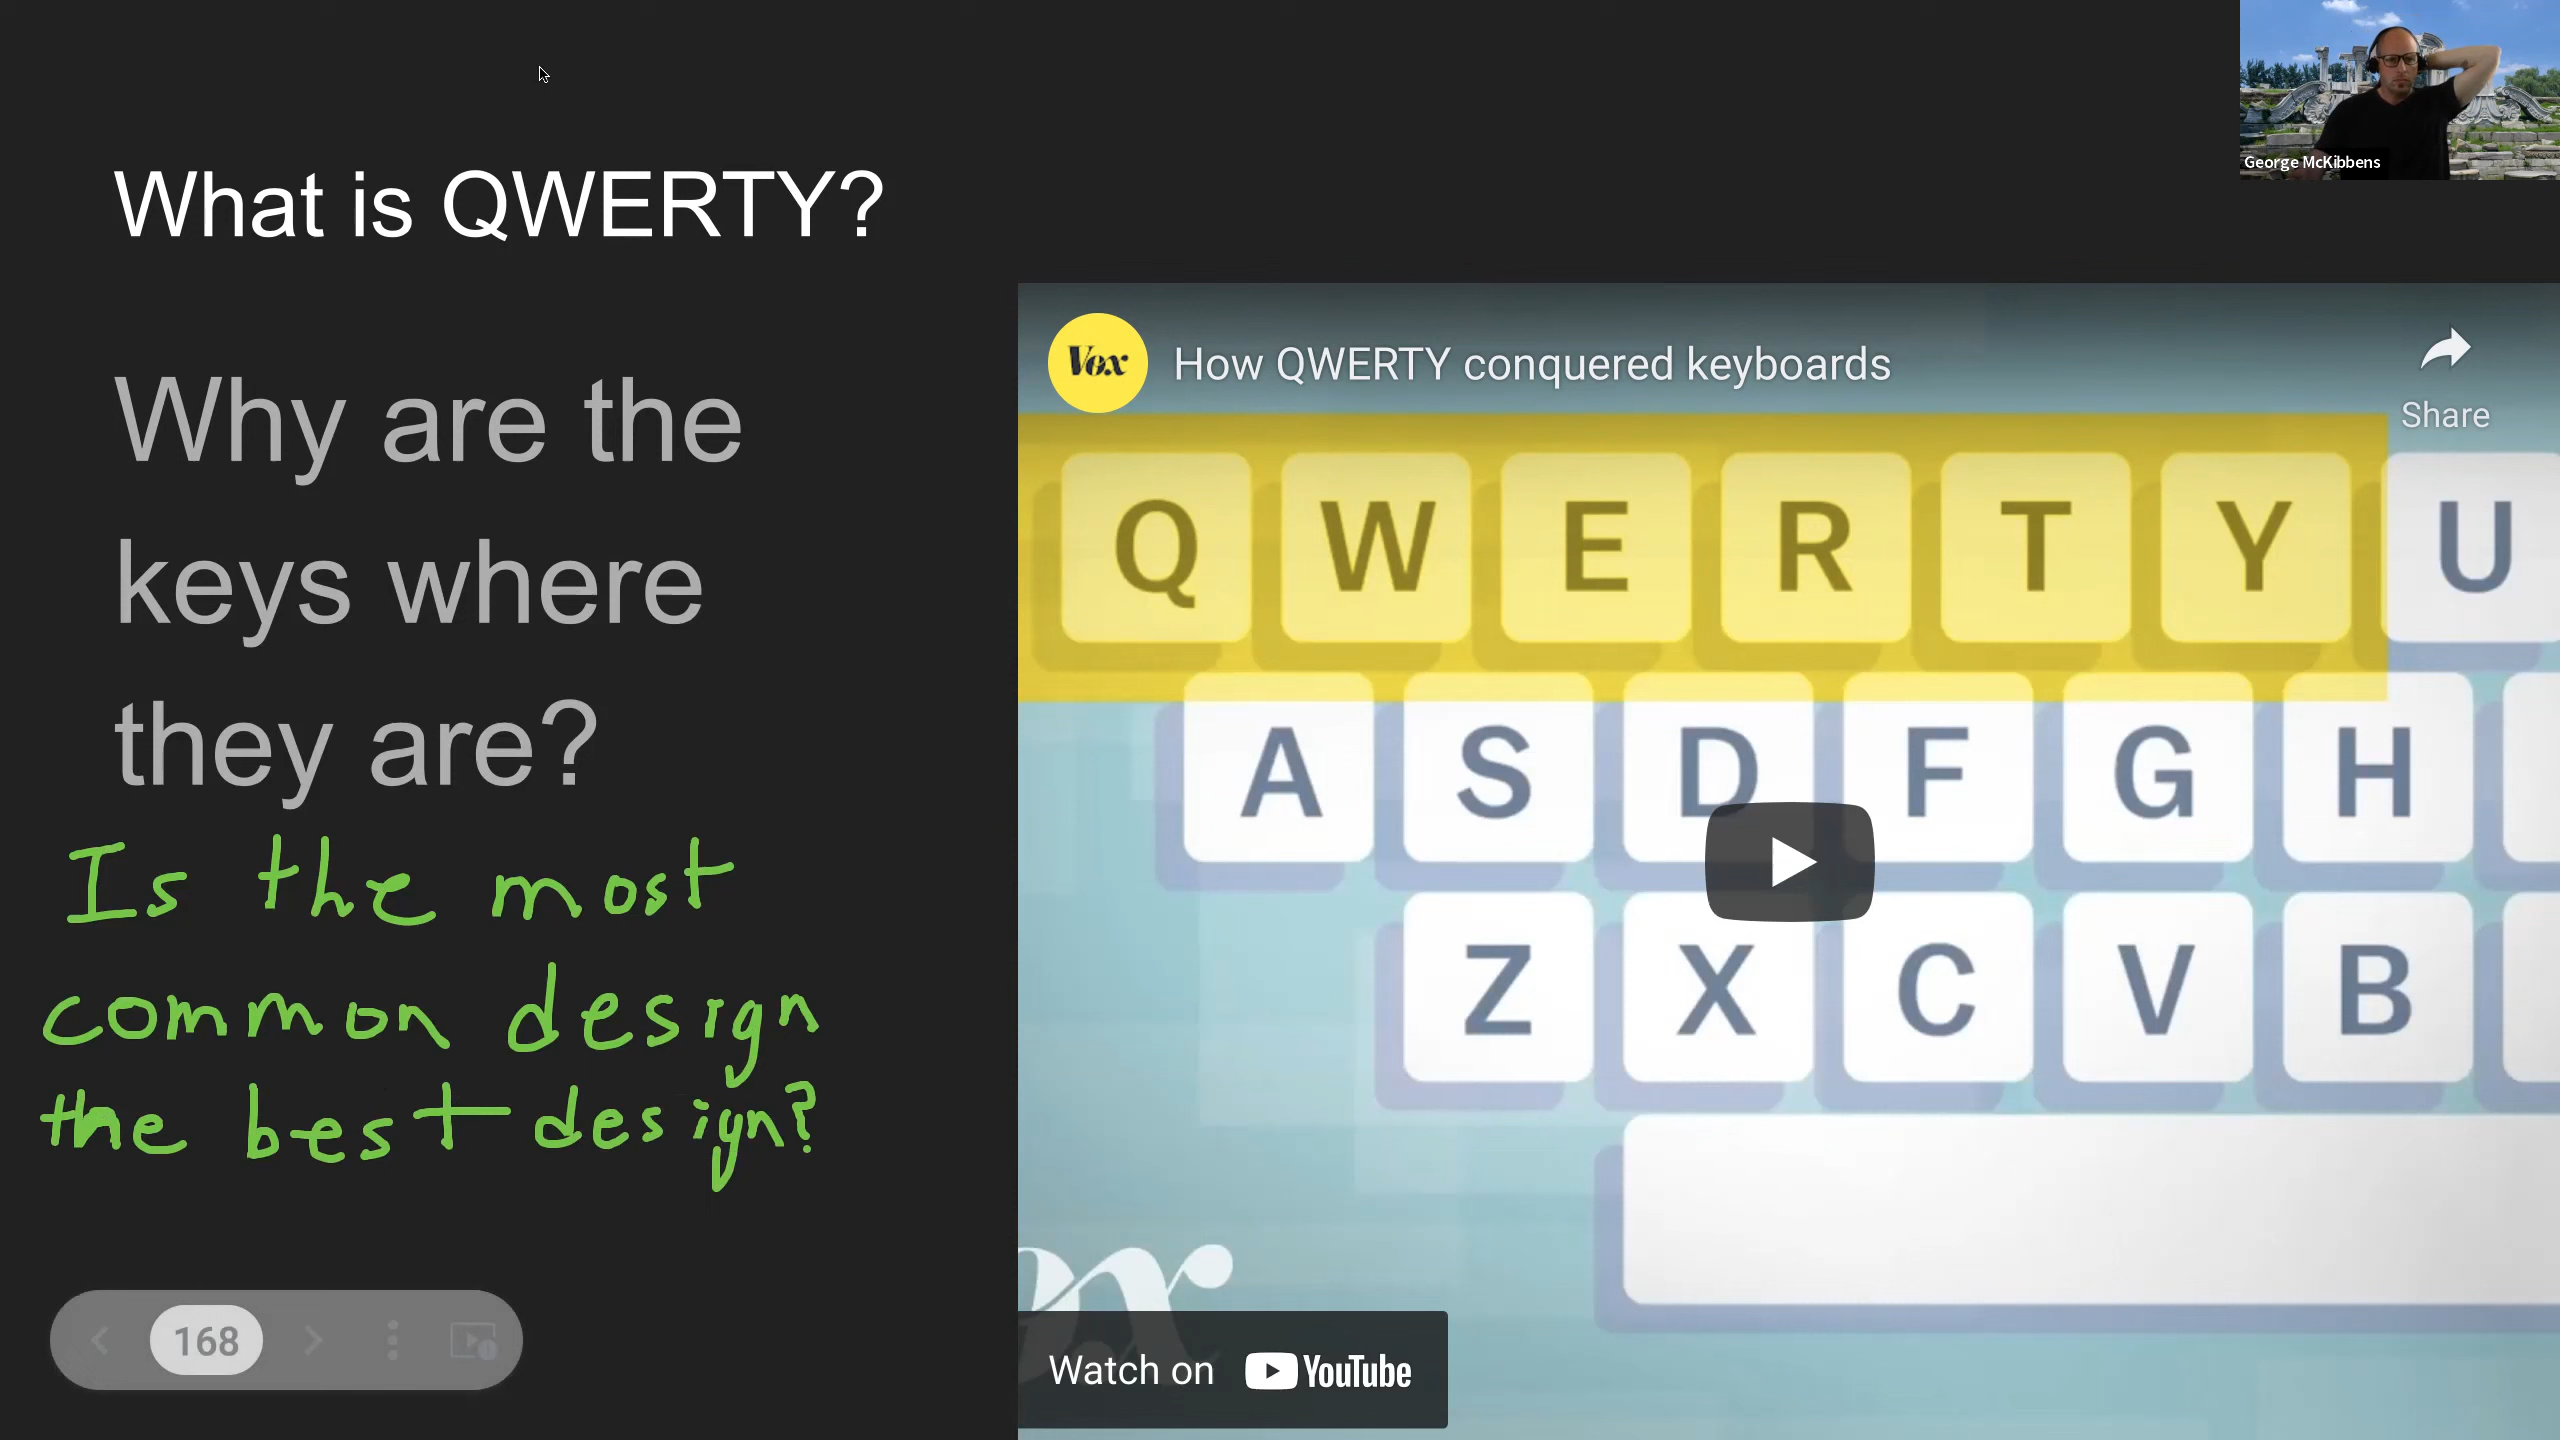 What is QWERTY?
George McKibbens
Why are the
keys where
they are?
Is the most
common design
the best design?
168
Vox
How QWERTY conquered keyboards
Share
Q W E R T Y U
A S D F G H
Z X C V B
ox
Watch on YouTube